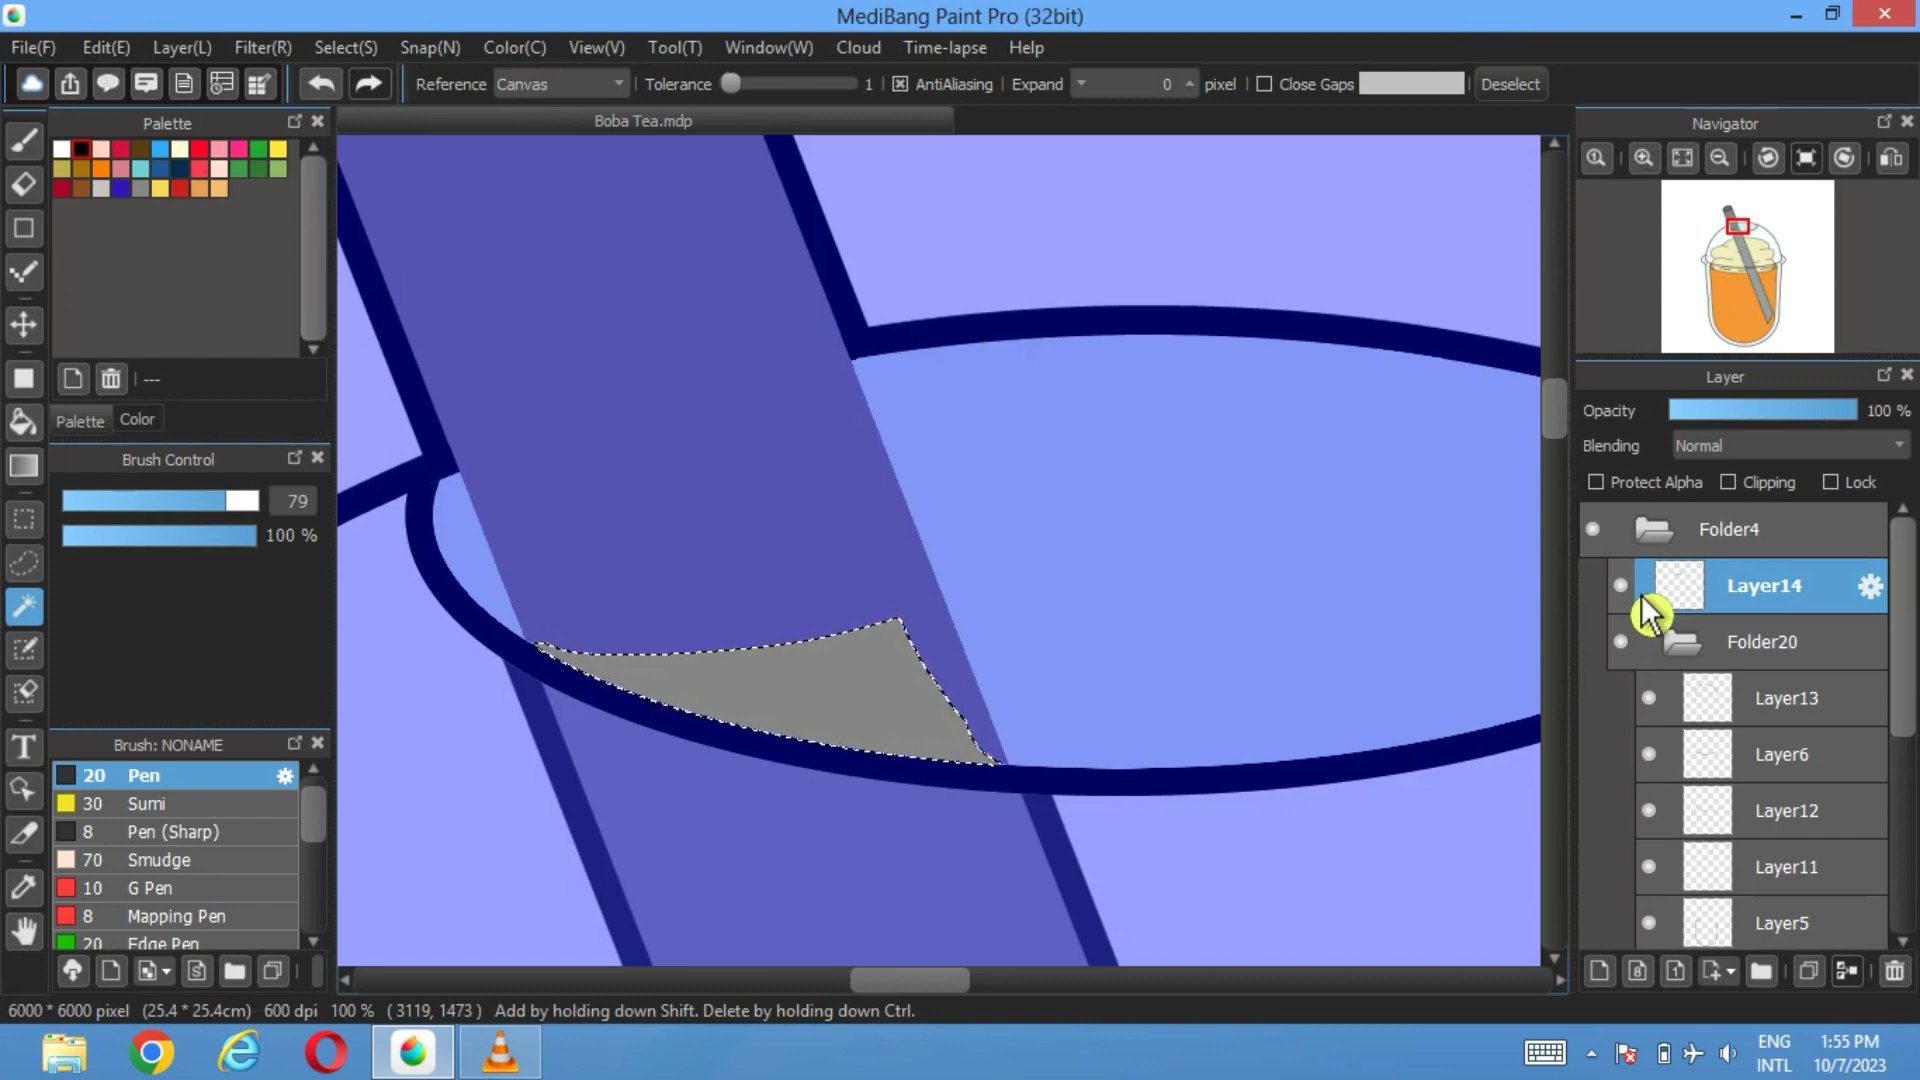 MediBang Paint Pro (32bit)
File(F) Edit(E) Layer(L) Filter(R) Select(S) Snap(N) Color(C) View(V) Tool(T) Window(W) Cloud Time-lapse Help
Reference Canvas Tolerance 1 AntiAliasing Expand 0 pixel Close Gaps Deselect
Palette
Boba Tea.mdp
Navigator
---
Palette Color
Brush Control
79
100 %
Brush: NONAME
20 Pen
30 Sumi
8 Pen (Sharp)
70 Smudge
10 G Pen
8 Mapping Pen
20 Edge Pen
Layer
Opacity 100 %
Blending Normal
Protect Alpha Clipping Lock
Folder4
Layer14
Folder20
Layer13
Layer6
Layer12
Layer11
Layer5
6000 * 6000 pixel (25.4 * 25.4cm) 600 dpi 100 % ( 3119, 1473 ) Add by holding down Shift. Delete by holding down Ctrl.
ENG
INTL
1:55 PM
10/7/2023